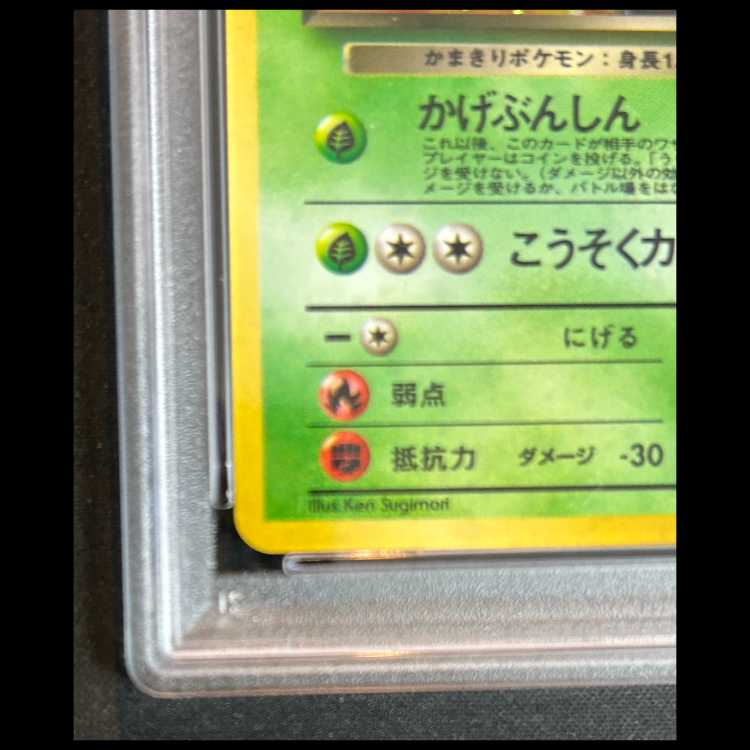 かまきりポケモン：身長1.
かげぶんしん
これ以後、このカードが相手のワザ
プレイヤーはコインを投げる。「う
ジを受けない。（ダメージ以外の効
メージを受けるか、バトル場をはな
こうそくカ
にげる
弱点
抵抗力 ダメージ -30
Illus. Ken Sugimori